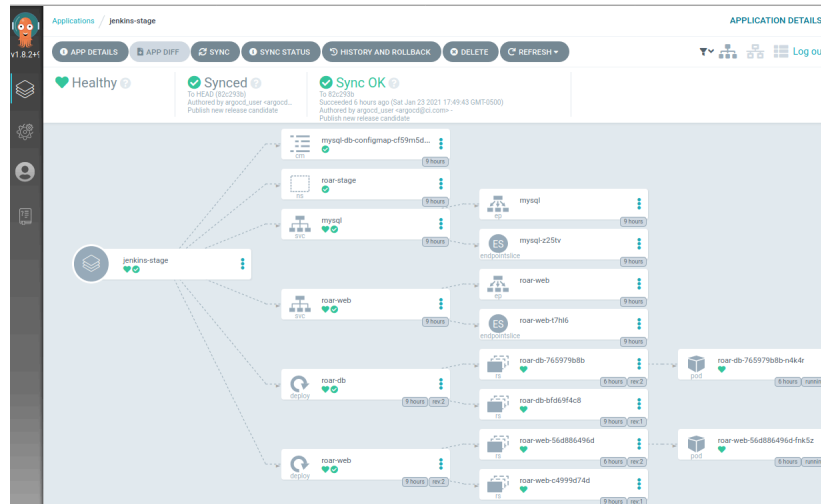 Applications / jenkins-stage
APPLICATION DETAILS
v1.8.2+9
APP DETAILS
APP DIFF
SYNC
SYNC STATUS
HISTORY AND ROLLBACK
DELETE
REFRESH
Log ou
Healthy
Synced
To HEAD (82c293b)
Authored by argocd_user <argocd...
Publish new release candidate
Sync OK
To 82c293b
Succeeded 6 hours ago (Sat Jan 23 2021 17:49:43 GMT-0500)
Authored by argocd_user <argocd@ci.com> -
Publish new release candidate
mysql-db-configmap-cf59m5d...
cm
9 hours
roar-stage
ns
9 hours
mysql
svc
9 hours
mysql
ep
9 hours
ES
mysql-z25tv
endpointslice
9 hours
jenkins-stage
roar-web
svc
9 hours
roar-web
ep
9 hours
ES
roar-web-t7hl6
endpointslice
9 hours
roar-db
deploy
9 hours rev:2
roar-db-765979b8b
rs
6 hours rev:2
roar-db-765979b8b-n4k4r
pod
6 hours runnin
roar-db-bfd69f4c8
rs
9 hours rev:1
roar-web
deploy
9 hours rev:2
roar-web-56d886496d
rs
6 hours rev:2
roar-web-56d886496d-fnk5z
pod
6 hours runnin
roar-web-c4999d74d
rs
9 hours rev:1